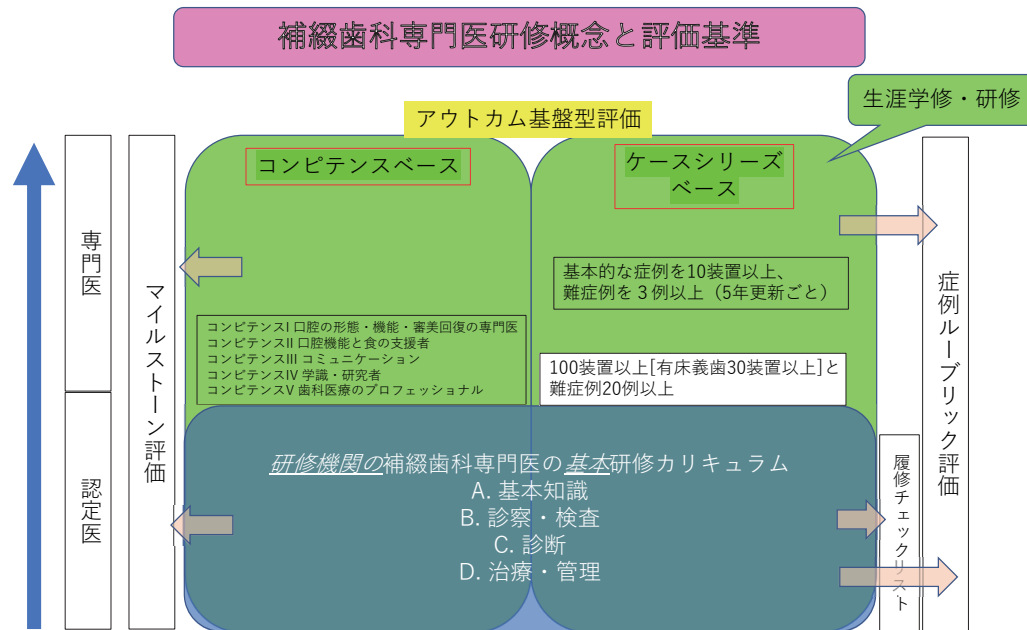 補綴歯科専門医研修概念と評価基準
生涯学修・研修
アウトカム基盤型評価
コンピテンスベース
ケースシリーズ
ベース
専門医
認定医
マイルストーン評価
基本的な症例を10装置以上、
難症例を３例以上（5年更新ごと）
コンピテンスI 口腔の形態・機能・審美回復の専門医
コンピテンスII 口腔機能と食の支援者
コンピテンスIII コミュニケーション
コンピテンスIV 学識・研究者
コンピテンスV 歯科医療のプロフェッショナル
100装置以上[有床義歯30装置以上]と
難症例20例以上
研修機関の補綴歯科専門医の基本研修カリキュラム
A. 基本知識
B. 診察・検査
C. 診断
D. 治療・管理
履修チェックリスト
症例ルーブリック評価